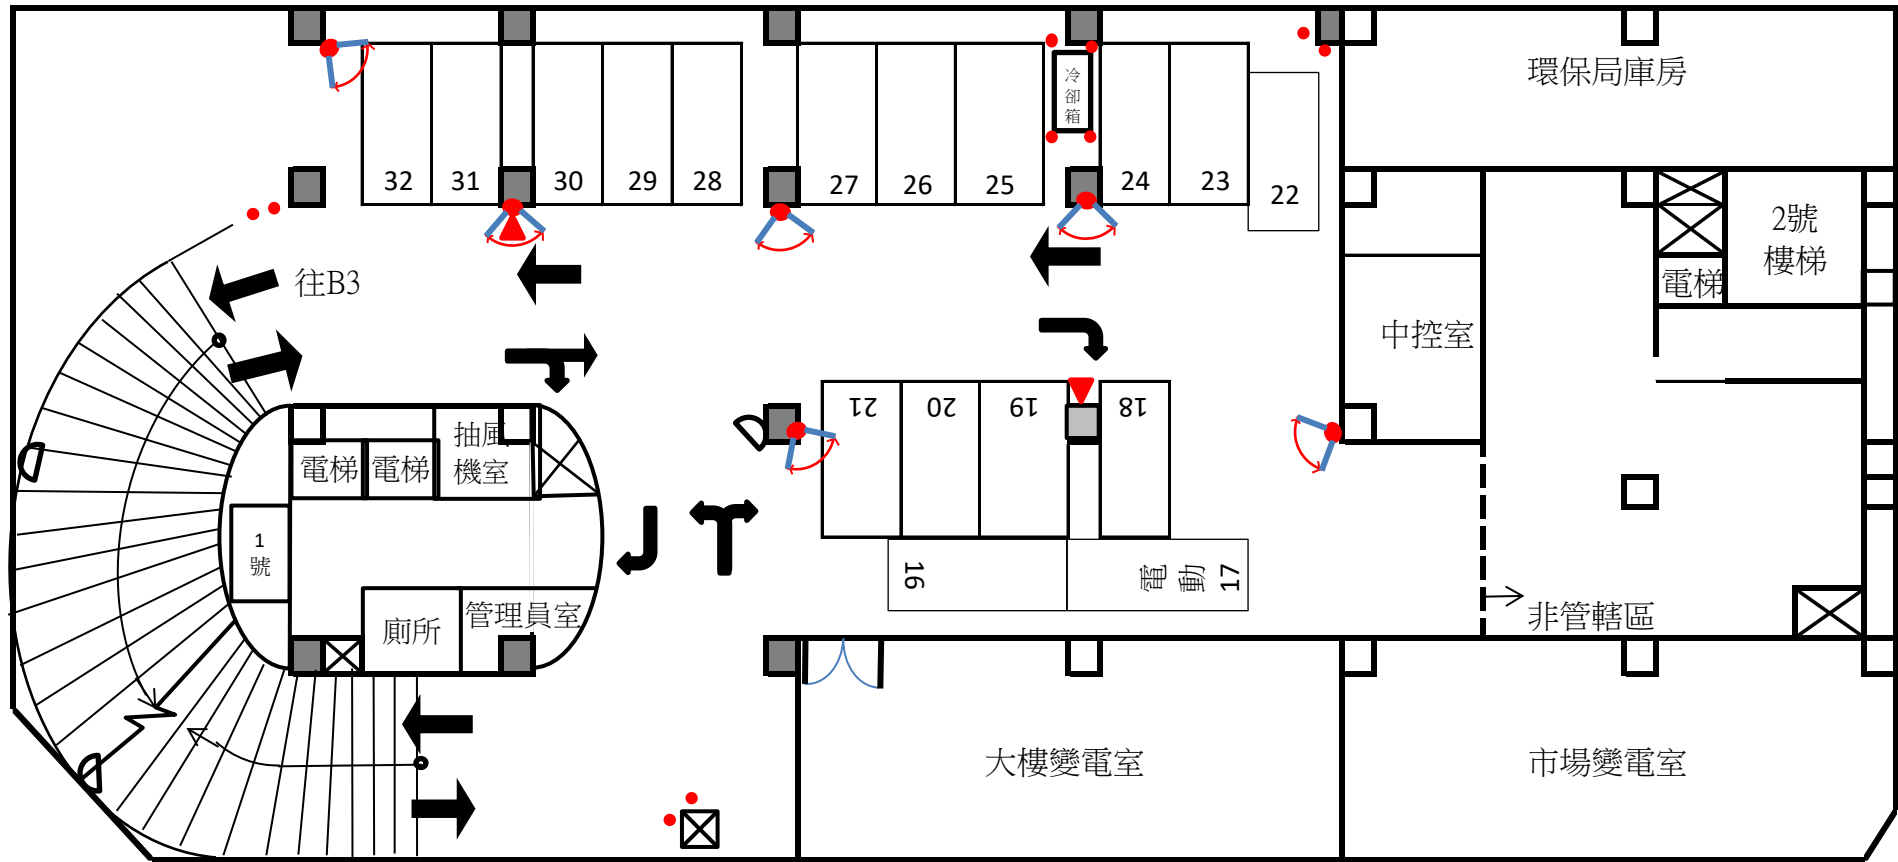 環保局庫房
冷
卻
箱
32
31
30
29
28
27
26
25
24
23
22
2號
樓梯
電梯
往B3
中控室
21
20
19
18
抽風
機室
電梯
電梯
1
號
16
電動 17
廁所
管理員室
非管轄區
大樓變電室
市場變電室